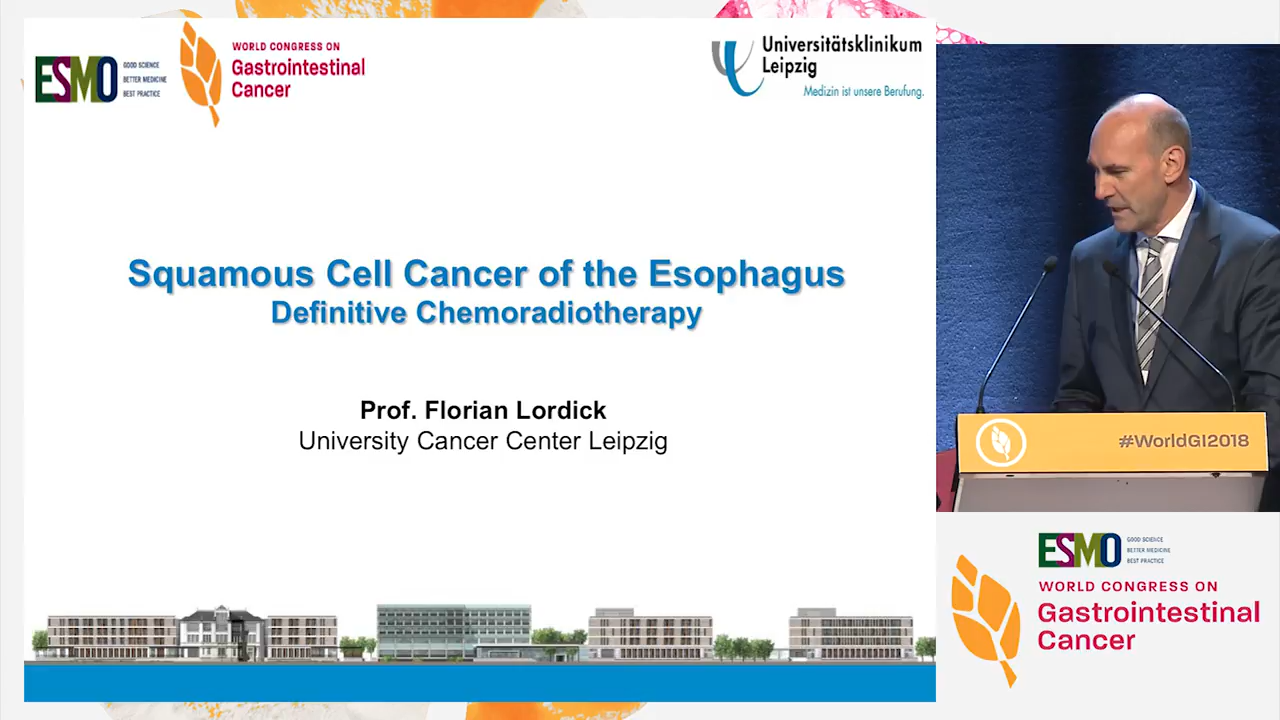 ESMO
GOOD SCIENCE
BETTER MEDICINE
BEST PRACTICE
WORLD CONGRESS ON
Gastrointestinal
Cancer
Universitätsklinikum
Leipzig
Medizin ist unsere Berufung.
Squamous Cell Cancer of the Esophagus
Definitive Chemoradiotherapy
Prof. Florian Lordick
University Cancer Center Leipzig
#WorldGI2018
ESMO
GOOD SCIENCE
BETTER MEDICINE
BEST PRACTICE
WORLD CONGRESS ON
Gastrointestinal
Cancer